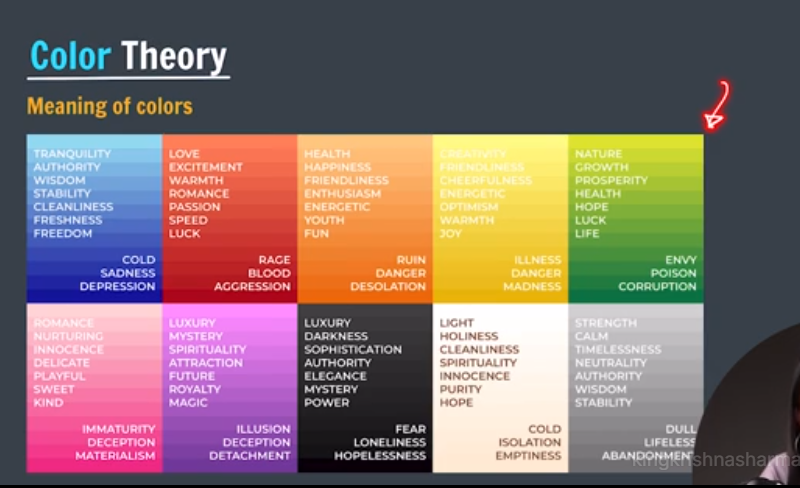 Color Theory
Meaning of colors
TRANQUILITY
AUTHORITY
WISDOM
STABILITY
CLEANLINESS
FRESHNESS
FREEDOM
COLD
SADNESS
DEPRESSION
LOVE
EXCITEMENT
WARMTH
ROMANCE
PASSION
SPEED
LUCK
RAGE
BLOOD
AGGRESSION
HEALTH
HAPPINESS
FRIENDLINESS
ENTHUSIASM
ENERGETIC
YOUTH
FUN
RUIN
DANGER
DESOLATION
CREATIVITY
FRIENDLINESS
CHEERFULNESS
ENERGETIC
OPTIMISM
WARMTH
JOY
ILLNESS
DANGER
MADNESS
NATURE
GROWTH
PROSPERITY
HEALTH
HOPE
LUCK
LIFE
ENVY
POISON
CORRUPTION
ROMANCE
NURTURING
INNOCENCE
DELICATE
PLAYFUL
SWEET
KIND
IMMATURITY
DECEPTION
MATERIALISM
LUXURY
MYSTERY
SPIRITUALITY
ATTRACTION
FUTURE
ROYALTY
MAGIC
ILLUSION
DECEPTION
DETACHMENT
LUXURY
DARKNESS
SOPHISTICATION
AUTHORITY
ELEGANCE
MYSTERY
POWER
FEAR
LONELINESS
HOPELESSNESS
LIGHT
HOLINESS
CLEANLINESS
SPIRITUALITY
INNOCENCE
PURITY
HOPE
COLD
ISOLATION
EMPTINESS
STRENGTH
CALM
TIMELESSNESS
NEUTRALITY
AUTHORITY
WISDOM
STABILITY
DULL
LIFELESS
ABANDONMENT
kingkrishnasharma